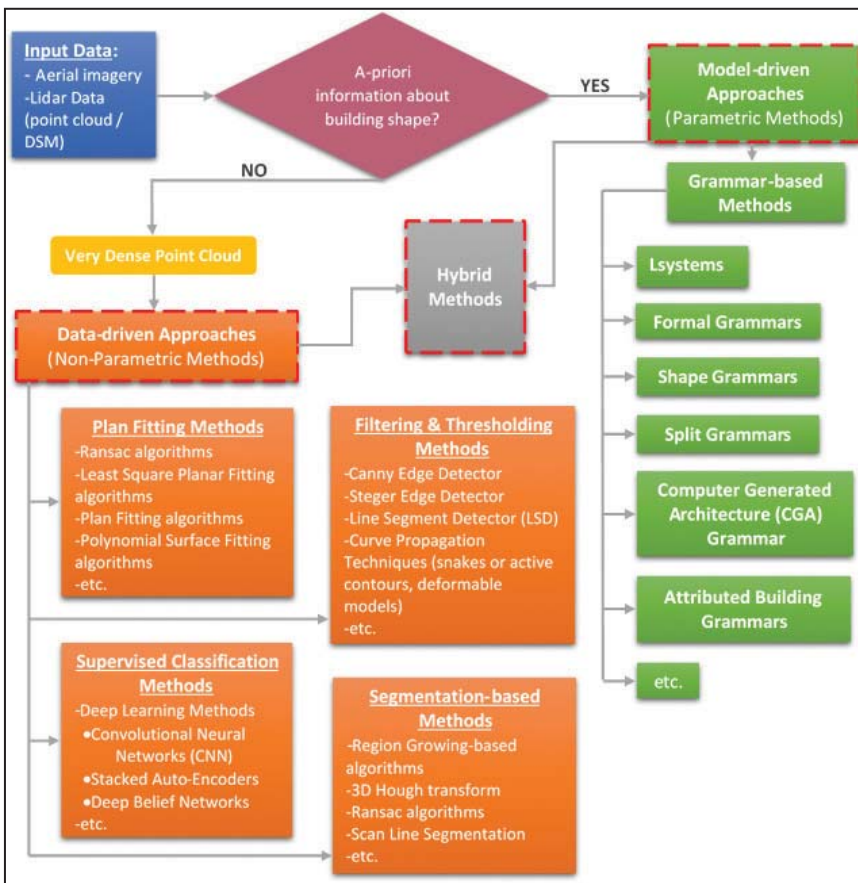 Input Data:
- Aerial imagery
-Lidar Data
(point cloud /
DSM)
A-priori
information about
building shape?
YES
Model-driven
Approaches
(Parametric Methods)
NO
Grammar-based
Methods
Very Dense Point Cloud
Hybrid
Methods
Lsystems
Data-driven Approaches
(Non-Parametric Methods)
Formal Grammars
Shape Grammars
Split Grammars
Computer Generated
Architecture (CGA)
Grammar
Attributed Building
Grammars
etc.
Plan Fitting Methods
-Ransac algorithms
-Least Square Planar Fitting
algorithms
-Plan Fitting algorithms
-Polynomial Surface Fitting
algorithms
-etc.
Filtering & Thresholding
Methods
-Canny Edge Detector
-Steger Edge Detector
-Line Segment Detector (LSD)
-Curve Propagation
Techniques (snakes or active
contours, deformable
models)
-etc.
Supervised Classification
Methods
-Deep Learning Methods
•Convolutional Neural
Networks (CNN)
•Stacked Auto-Encoders
•Deep Belief Networks
-etc.
Segmentation-based
Methods
-Region Growing-based
algorithms
-3D Hough transform
-Ransac algorithms
-Scan Line Segmentation
-etc.